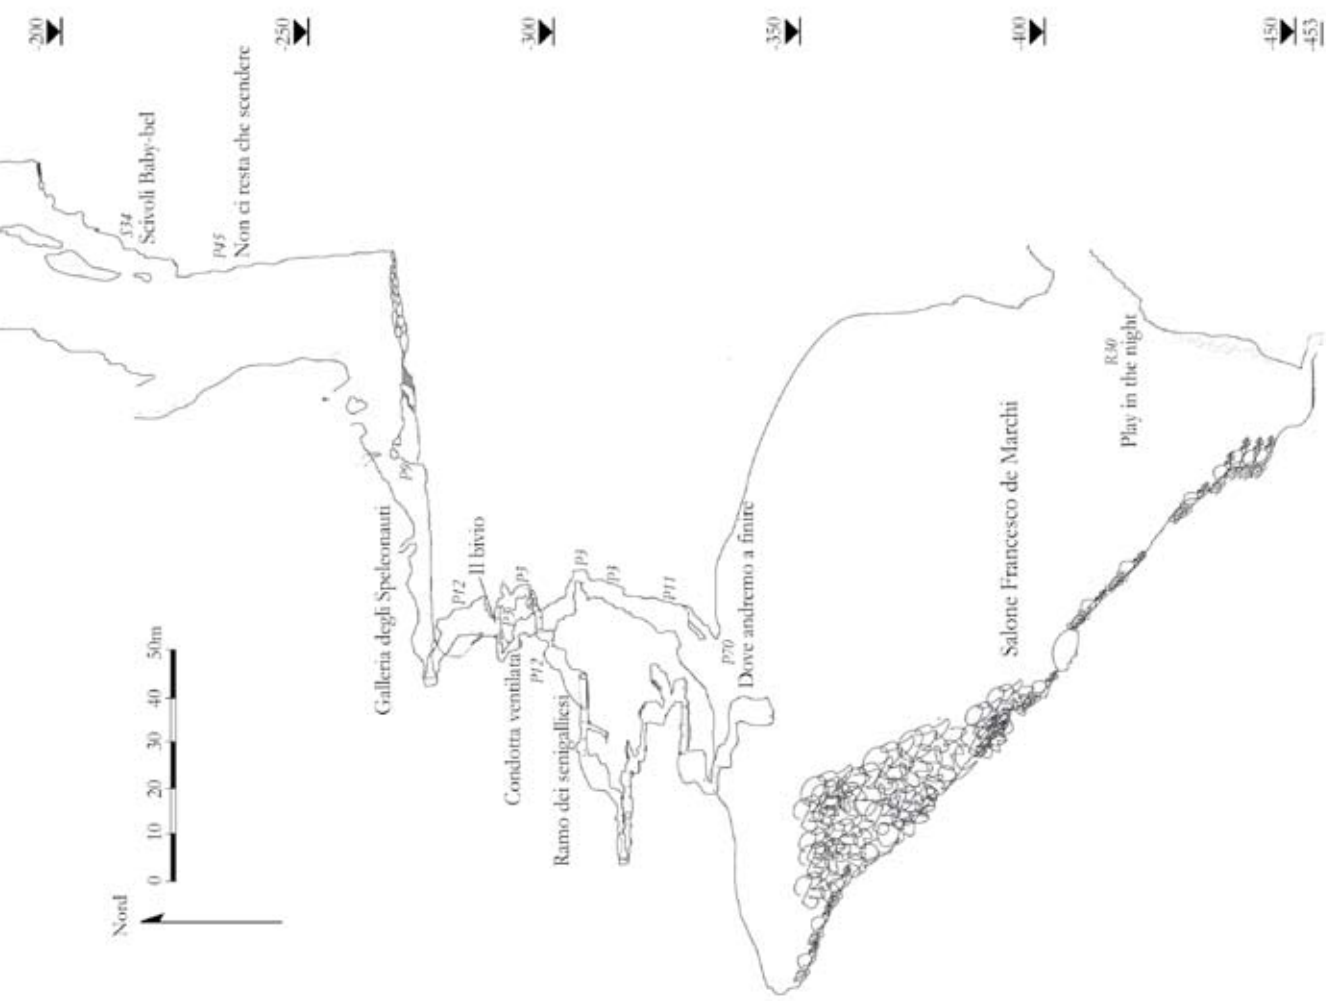 -200
-250
-300
-350
-400
-450
-453
S34
Scivoli Baby-bel
P45
Non ci resta che scendere
P9
Galleria degli Speleonauti
P12
Il bivio
P3
P3
Condotta ventilata
P12
P3
P3
P11
Ramo dei senigalliesi
P70
Dove andremo a finire
R30
Play in the night
Salone Francesco de Marchi
0 10 20 30 40 50m
Nord